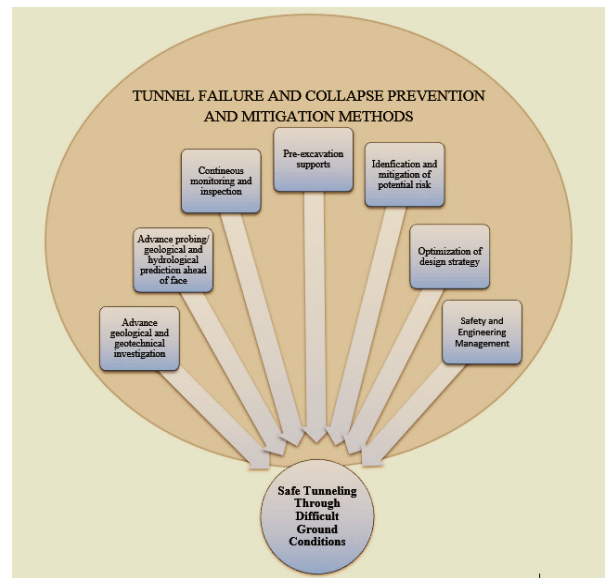 TUNNEL FAILURE AND COLLAPSE PREVENTION
AND MITIGATION METHODS
Pre-excavation
supports
Contineous
monitoring and
inspection
Idenfication and
mitigation of
potential risk
Advance probing/
geological and
hydrological
prediction ahead
of face
Optimization of
design strategy
Advance
geological and
geotechnical
investigation
Safety and
Engineering
Management
Safe Tunneling
Through
Difficult
Ground
Conditions